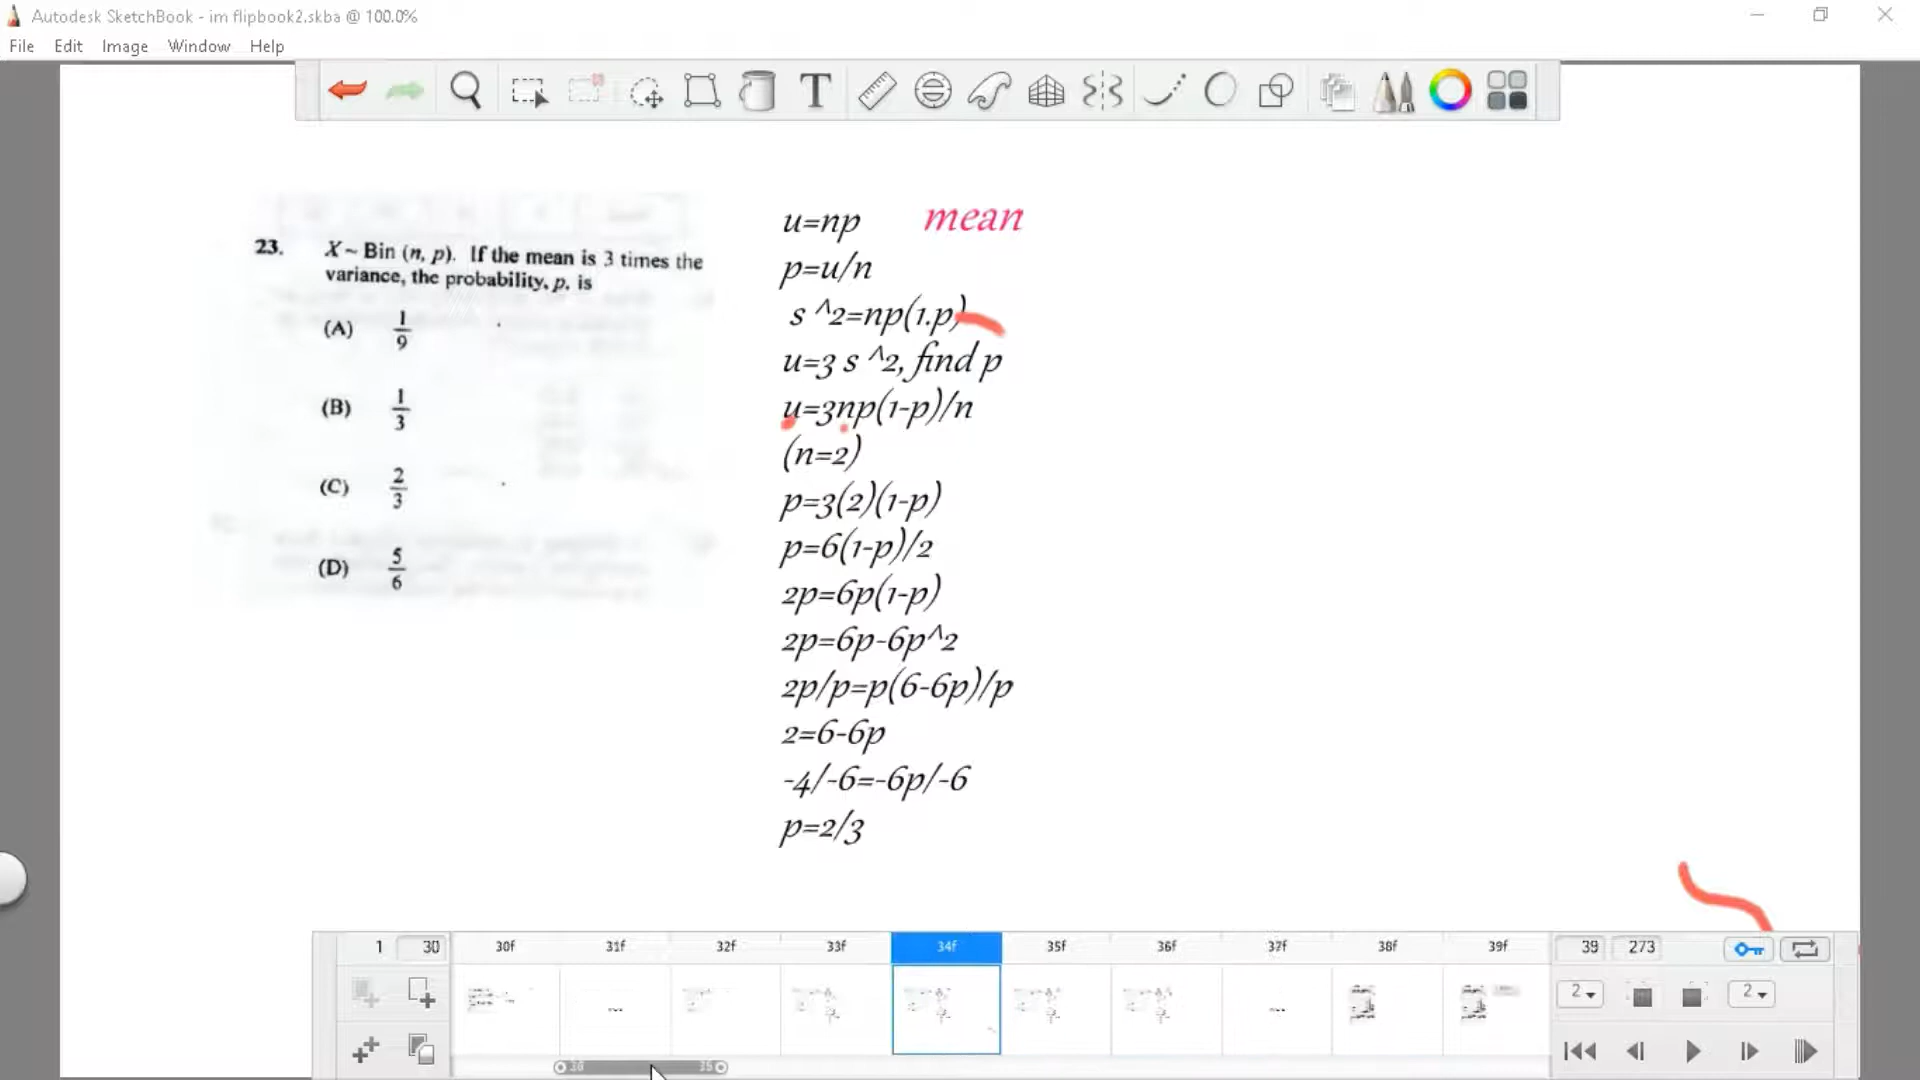 Autodesk SketchBook - im flipbook2.skba @ 100.0%
File Edit Image Window Help
T
23. X ~ Bin (n, p). If the mean is 3 times the
variance, the probability, p, is
(A) 1/9
(B) 1/3
(C) 2/3
(D) 5/6
u=np mean
p=u/n
s ^2=np(1.p)
u=3 s ^2, find p
u=3np(1-p)/n
(n=2)
p=3(2)(1-p)
p=6(1-p)/2
2p=6p(1-p)
2p=6p-6p^2
2p/p=p(6-6p)/p
2=6-6p
-4/-6=-6p/-6
p=2/3
1 30 30f 31f 32f 33f 34f 35f 36f 37f 38f 39f 39 273
2 2